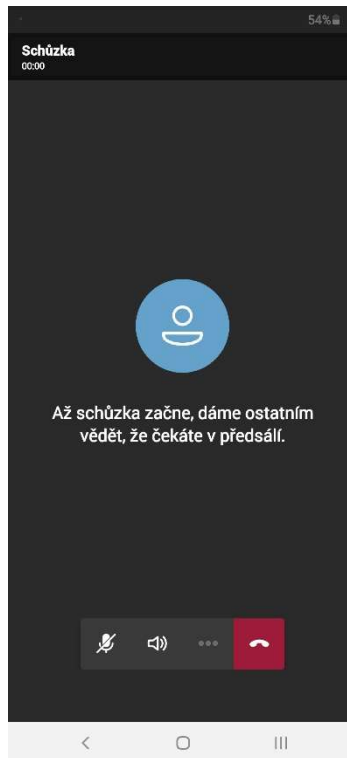 54%
Schůzka
00:00
Až schůzka začne, dáme ostatním
vědět, že čekáte v předsálí.